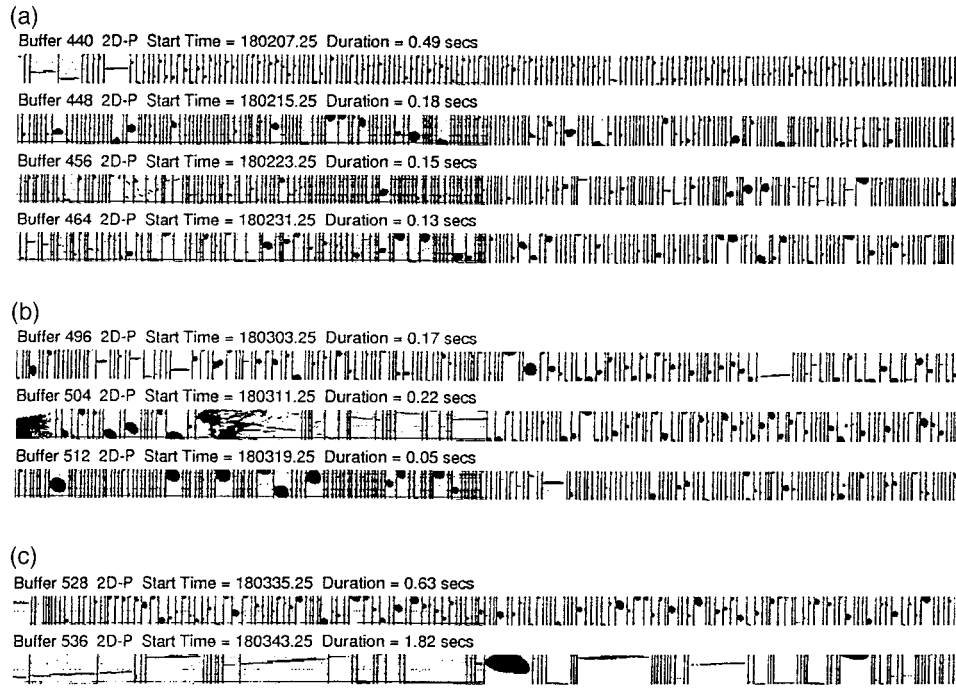 (a)
Buffer 440 2D-P Start Time = 180207.25 Duration = 0.49 secs
Buffer 448 2D-P Start Time = 180215.25 Duration = 0.18 secs
Buffer 456 2D-P Start Time = 180223.25 Duration = 0.15 secs
Buffer 464 2D-P Start Time = 180231.25 Duration = 0.13 secs
(b)
Buffer 496 2D-P Start Time = 180303.25 Duration = 0.17 secs
Buffer 504 2D-P Start Time = 180311.25 Duration = 0.22 secs
Buffer 512 2D-P Start Time = 180319.25 Duration = 0.05 secs
(c)
Buffer 528 2D-P Start Time = 180335.25 Duration = 0.63 secs
Buffer 536 2D-P Start Time = 180343.25 Duration = 1.82 secs